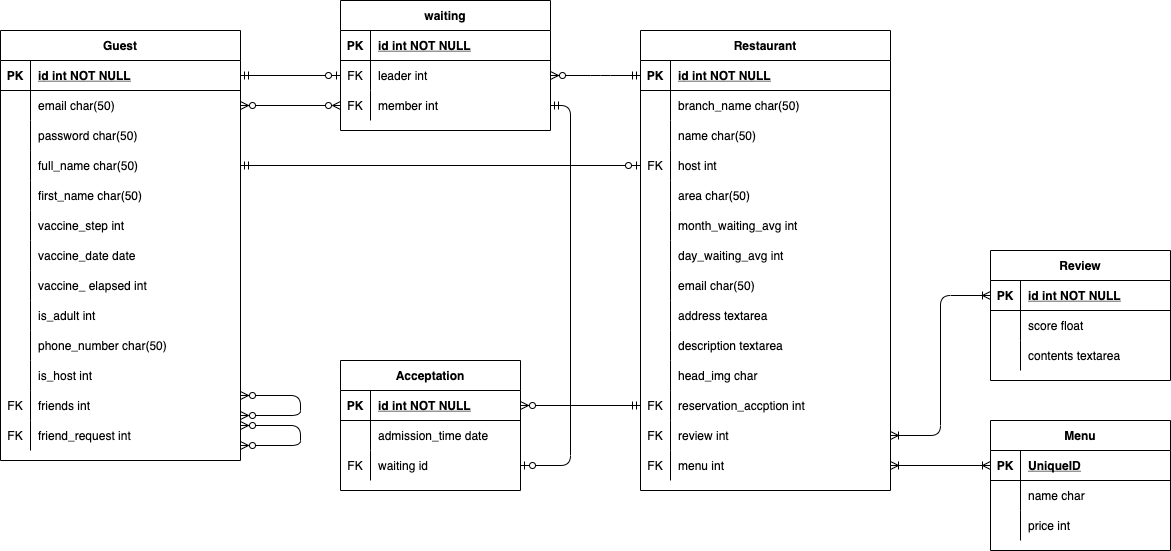 waiting
PK id int NOT NULL
FK leader int
FK member int
Guest
PK id int NOT NULL
email char(50)
password char(50)
full_name char(50)
first_name char(50)
vaccine_step int
vaccine_date date
vaccine_ elapsed int
is_adult int
phone_number char(50)
is_host int
FK friends int
FK friend_request int
Restaurant
PK id int NOT NULL
branch_name char(50)
name char(50)
FK host int
area char(50)
month_waiting_avg int
day_waiting_avg int
email char(50)
address textarea
description textarea
head_img char
FK reservation_accption int
FK review int
FK menu int
Acceptation
PK id int NOT NULL
admission_time date
FK waiting id
Review
PK id int NOT NULL
score float
contents textarea
Menu
PK UniqueID
name char
price int